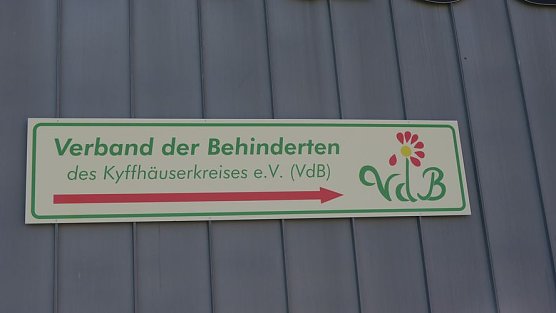 Verband der Behinderten
des Kyffhäuserkreises e.V. (VdB)
VdB